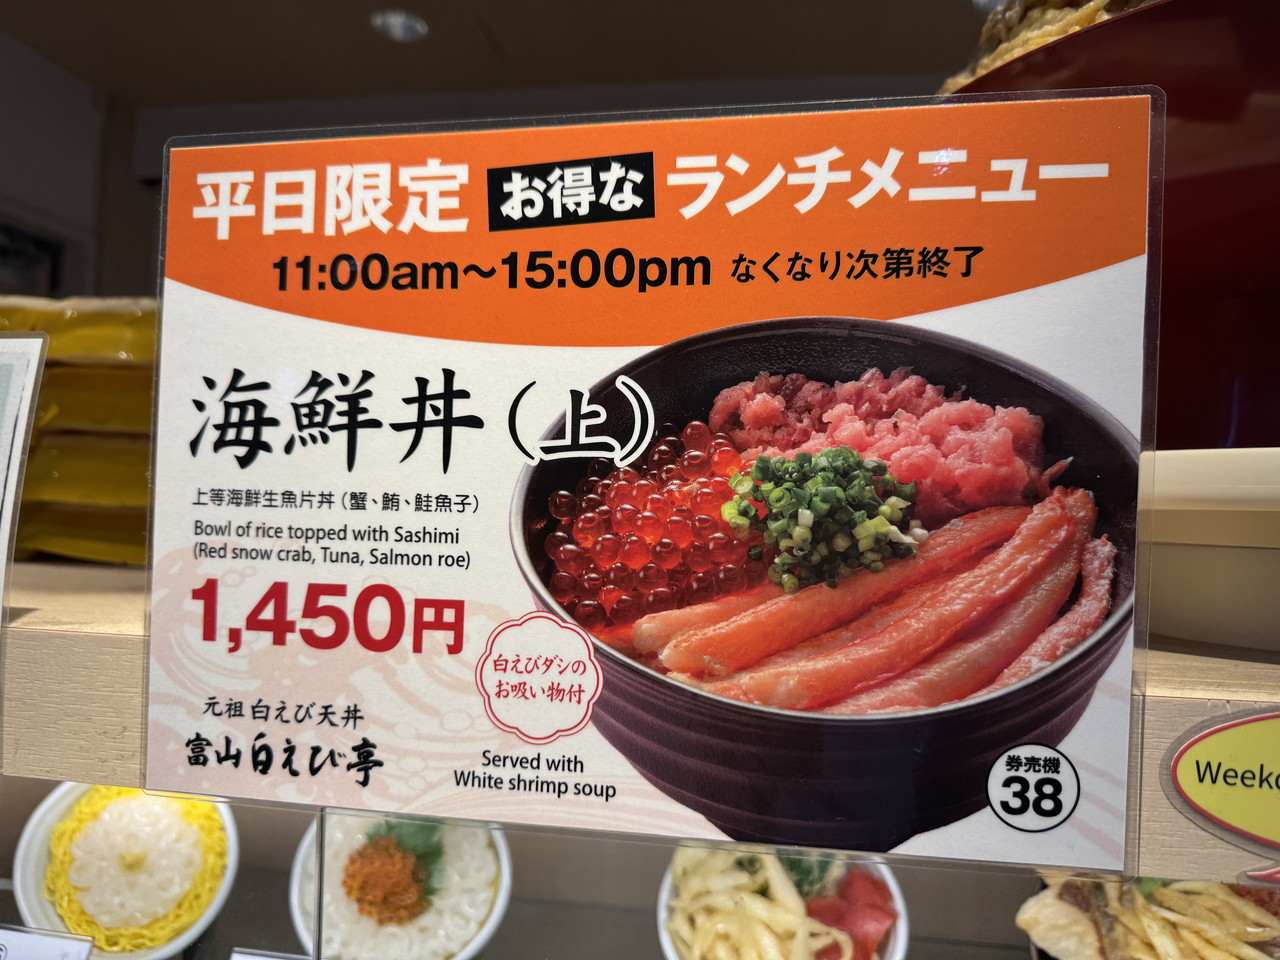 平日限定 お得な ランチメニュー
11:00am～15:00pm なくなり次第終了
海鮮丼（上）
上等海鮮生魚片丼（蟹、鮪、鮭魚子）
Bowl of rice topped with Sashimi
(Red snow crab, Tuna, Salmon roe)
1,450円
白えびダシの
お吸い物付
元祖白えび天丼
富山白えび亭
Served with
White shrimp soup
券売機
38